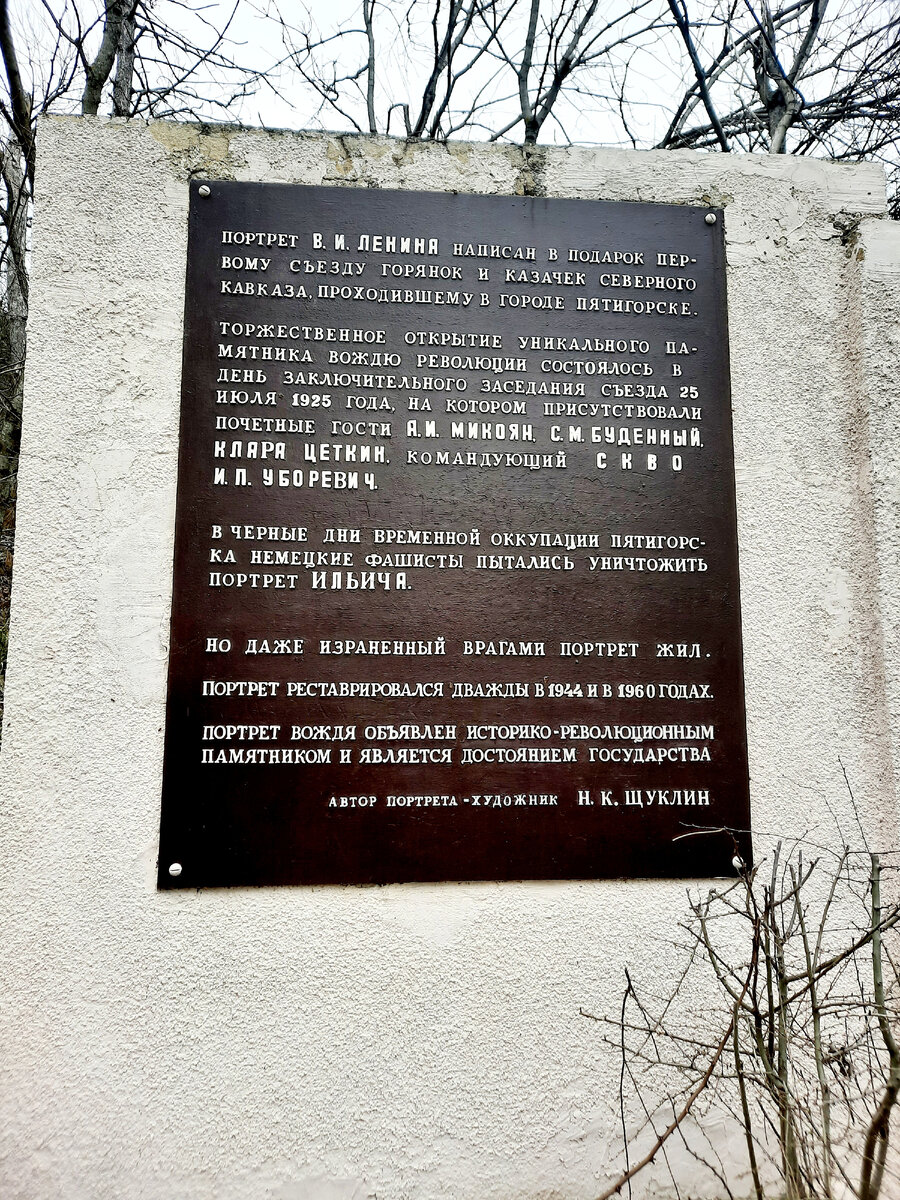 ПОРТРЕТ В. И. ЛЕНИНА НАПИСАН В ПОДАРОК ПЕР-
ВОМУ СЪЕЗДУ ГОРЯНОК И КАЗАЧЕК СЕВЕРНОГО
КАВКАЗА, ПРОХОДИВШЕМУ В ГОРОДЕ ПЯТИГОРСКЕ.
ТОРЖЕСТВЕННОЕ ОТКРЫТИЕ УНИКАЛЬНОГО ПА-
МЯТНИКА ВОЖДЮ РЕВОЛЮЦИИ СОСТОЯЛОСЬ В
ДЕНЬ ЗАКЛЮЧИТЕЛЬНОГО ЗАСЕДАНИЯ СЪЕЗДА 25
ИЮЛЯ 1925 ГОДА, НА КОТОРОМ ПРИСУТСТВОВАЛИ
ПОЧЕТНЫЕ ГОСТИ А.И. МИКОЯН, С.М. БУДЕННЫЙ,
КЛАРА ЦЕТКИН, КОМАНДУЮЩИЙ СКВО
И.П. УБОРЕВИЧ.
В ЧЕРНЫЕ ДНИ ВРЕМЕННОЙ ОККУПАЦИИ ПЯТИГОРС-
КА НЕМЕЦКИЕ ФАШИСТЫ ПЫТАЛИСЬ УНИЧТОЖИТЬ
ПОРТРЕТ ИЛЬИЧА.
НО ДАЖЕ ИЗРАНЕННЫЙ ВРАГАМИ ПОРТРЕТ ЖИЛ.
ПОРТРЕТ РЕСТАВРИРОВАЛСЯ ДВАЖДЫ В 1944 И В 1960 ГОДАХ.
ПОРТРЕТ ВОЖДЯ ОБЪЯВЛЕН ИСТОРИКО-РЕВОЛЮЦИОННЫМ
ПАМЯТНИКОМ И ЯВЛЯЕТСЯ ДОСТОЯНИЕМ ГОСУДАРСТВА
АВТОР ПОРТРЕТА-ХУДОЖНИК Н. К. ЩУКЛИН